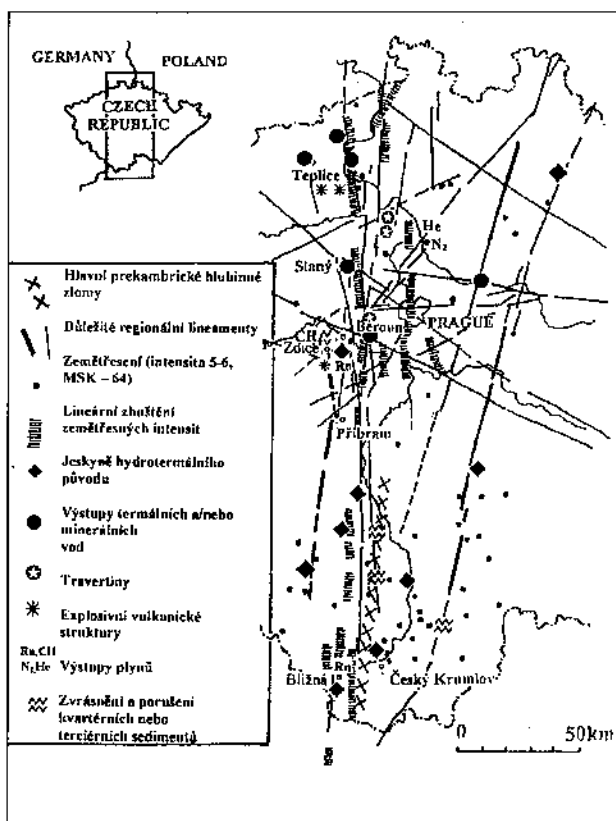 GERMANY POLAND
CZECH
REPUBLIC
Teplice
He
N₂
Slaný
Beroun
PRAGUE
CH
Zdice
Rn
Příbram
Rn
Bližná
Český Krumlov
0 50km
Hlavní prekambrické hlubinné
zlomy
Důležité regionální lineamenty
Zemětřesení (intensita 5-6,
MSK – 64)
Lineární zhuštění
zemětřesných intensit
Jeskyně hydrotermálního
původu
Výstupy termálních a/nebo
minerálních
vod
Travertiny
Explosivní vulkanické
struktury
Rn,CH
N₂He Výstupy plynů
Zvrásnění a porušení
kvartérních nebo
terciérních sedimentů